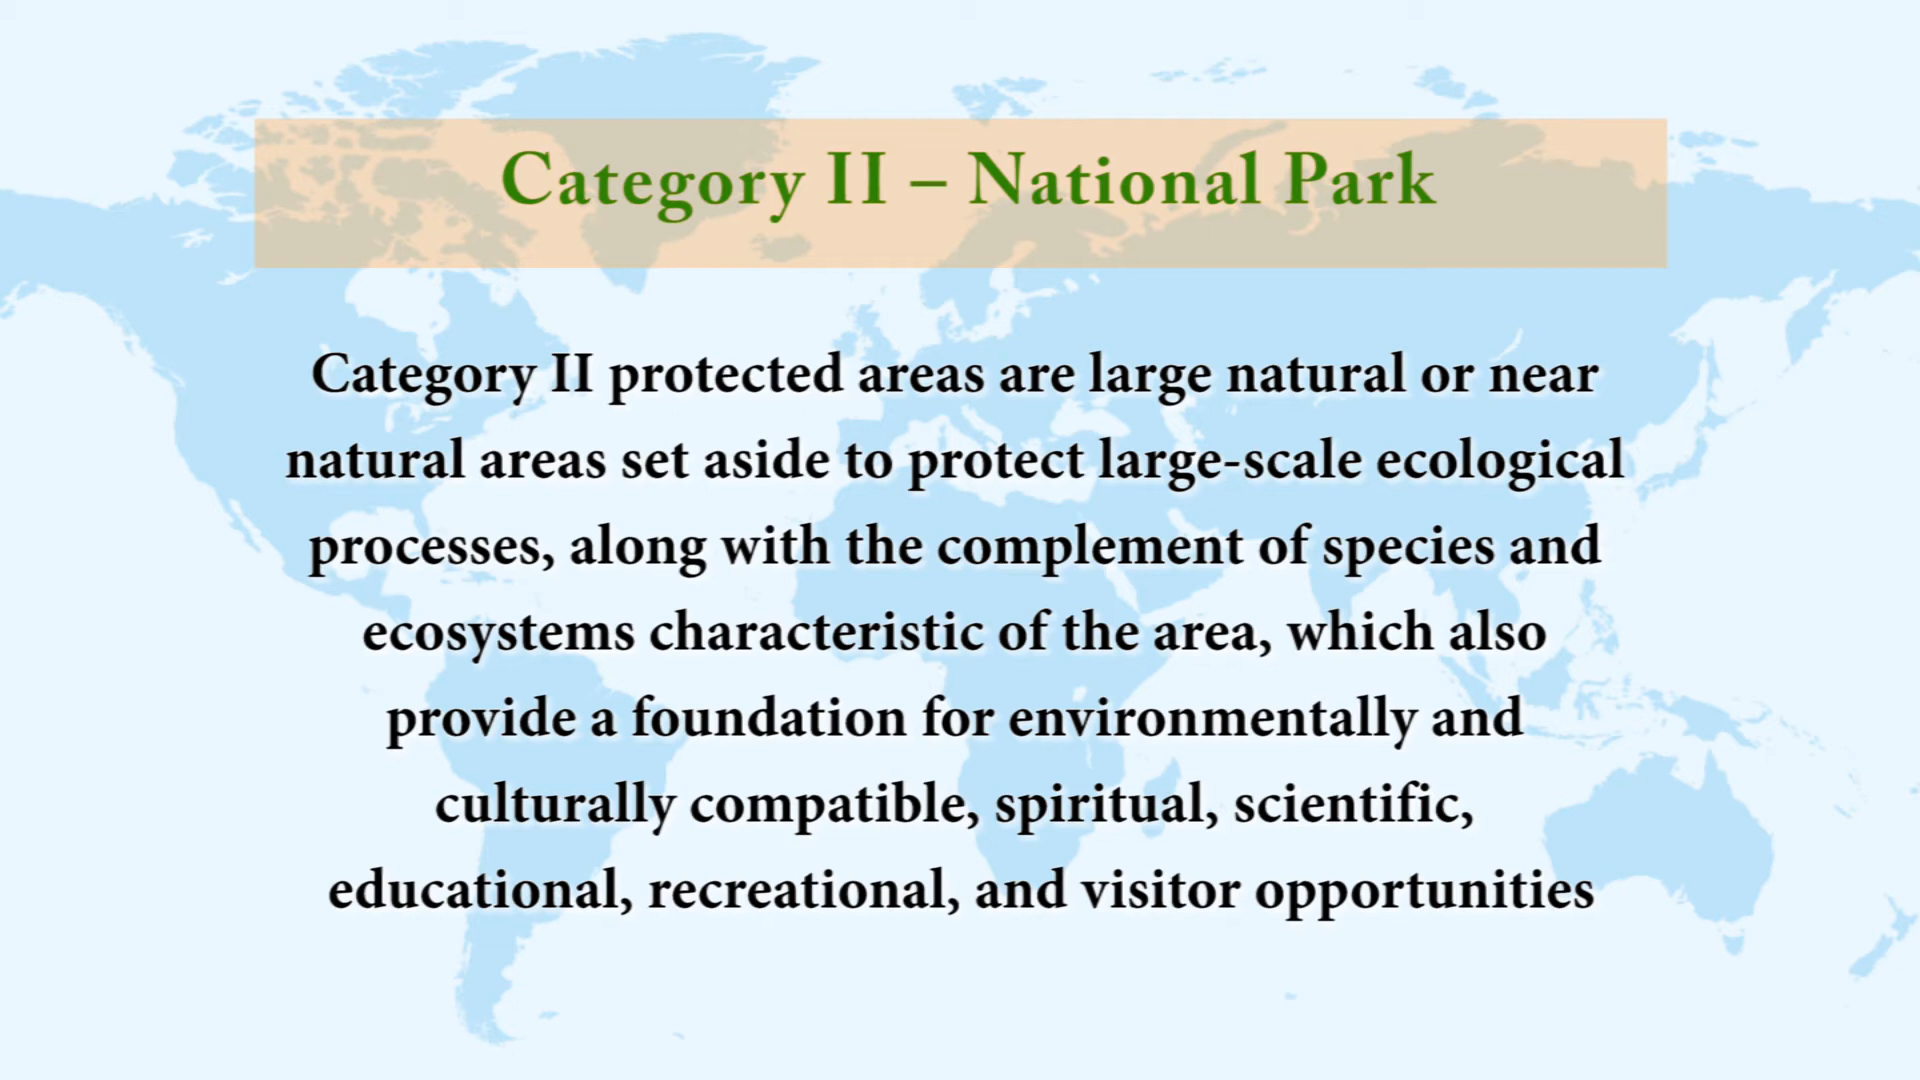 Category II – National Park
Category II protected areas are large natural or near
natural areas set aside to protect large-scale ecological
processes, along with the complement of species and
ecosystems characteristic of the area, which also
provide a foundation for environmentally and
culturally compatible, spiritual, scientific,
educational, recreational, and visitor opportunities